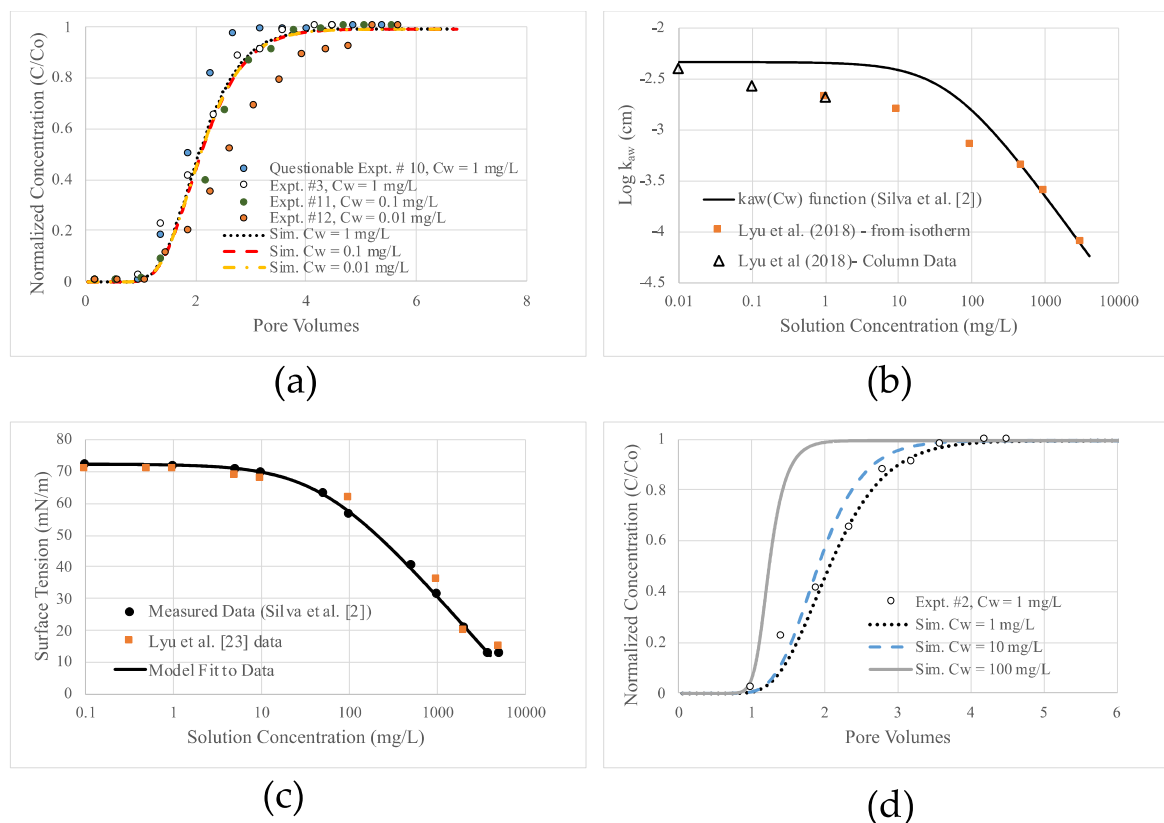 Normalized Concentration (C/Co)
1
0.8
0.6
0.4
0.2
0
Questionable Expt. # 10, Cw = 1 mg/L
Expt. #3, Cw = 1 mg/L
Expt. #11, Cw = 0.1 mg/L
Expt. #12, Cw = 0.01 mg/L
Sim. Cw = 1 mg/L
Sim. Cw = 0.1 mg/L
Sim. Cw = 0.01 mg/L
0 2 4 6 8
Pore Volumes
(a)
Log kaw (cm)
-2
-2.5
-3
-3.5
-4
-4.5
kaw(Cw) function (Silva et al. [2])
Lyu et al. (2018) - from isotherm
Lyu et al (2018)- Column Data
0.01 0.1 1 10 100 1000 10000
Solution Concentration (mg/L)
(b)
Surface Tension (mN/m)
80
70
60
50
40
30
20
10
0
Measured Data (Silva et al. [2])
Lyu et al. [23] data
Model Fit to Data
0.1 1 10 100 1000 10000
Solution Concentration (mg/L)
(c)
Normalized Concentration (C/Co)
1
0.8
0.6
0.4
0.2
0
Expt. #2, Cw = 1 mg/L
Sim. Cw = 1 mg/L
Sim. Cw = 10 mg/L
Sim. Cw = 100 mg/L
0 1 2 3 4 5 6
Pore Volumes
(d)